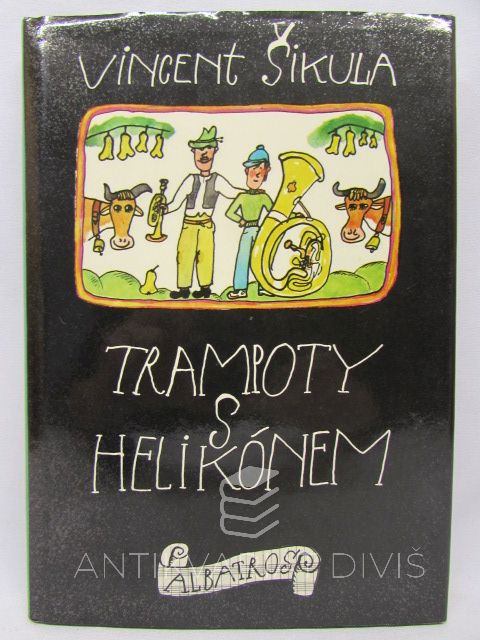 VINCENT ŠIKULA
TRAMPOTY
S
HELIKÓNEM
ANTIKVARIÁT DIVIŠ
ALBATROS